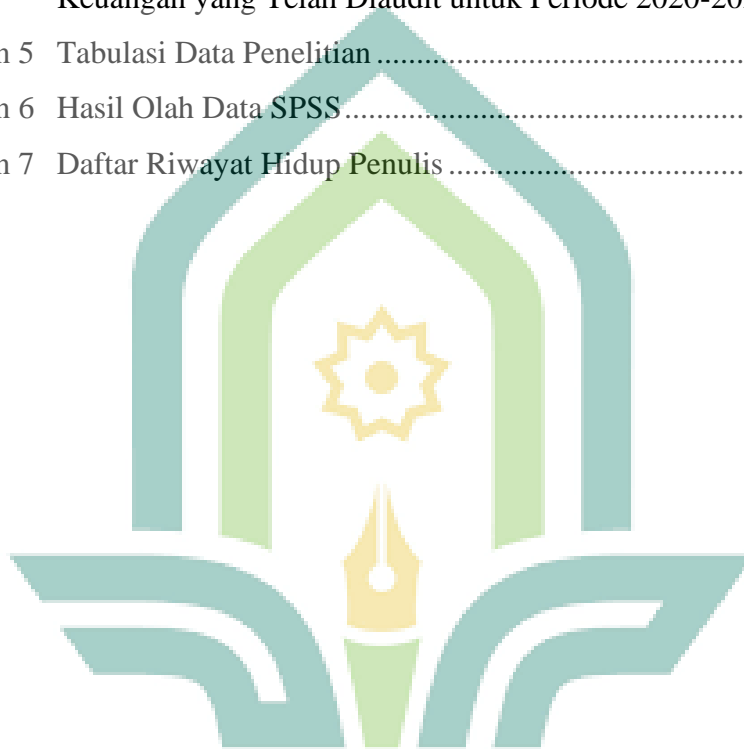 Keuangan yang Telah Diaudit untuk Periode 2020-20
n 5 Tabulasi Data Penelitian ................................................
n 6 Hasil Olah Data SPSS ....................................................
n 7 Daftar Riwayat Hidup Penulis .......................................